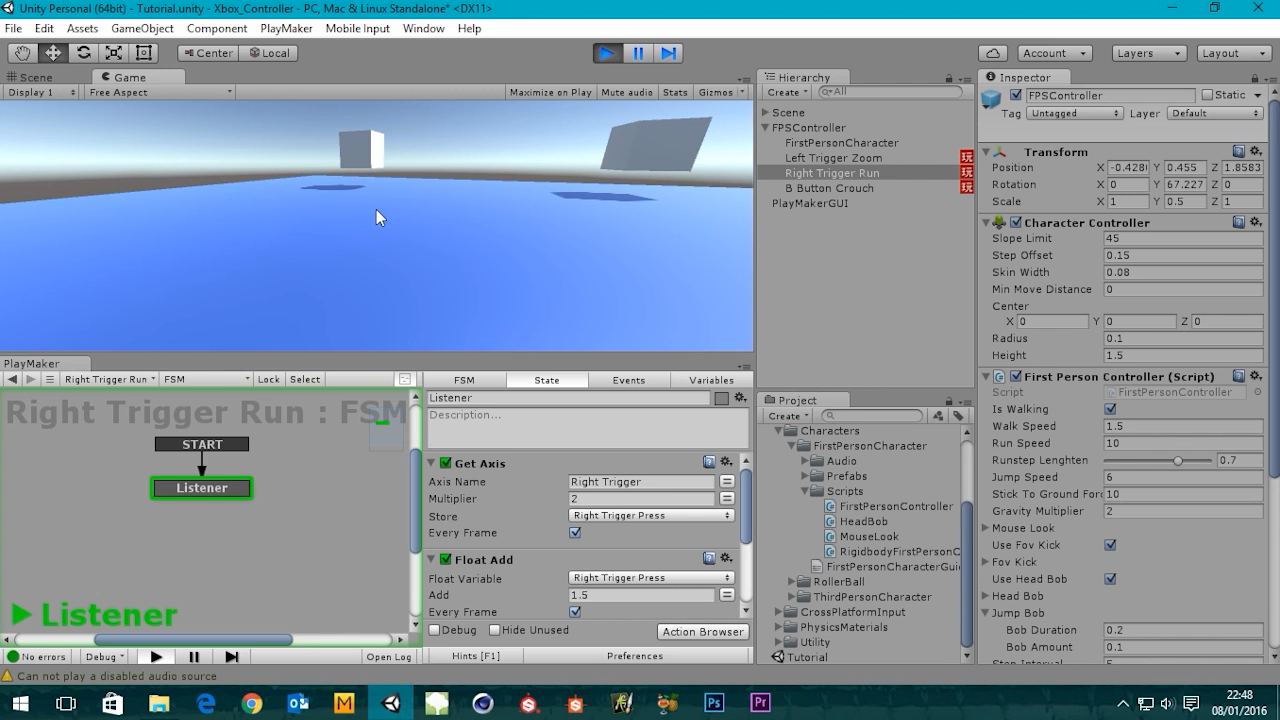 Unity Personal (64bit) - Tutorial.unity - Xbox_Controller - PC, Mac & Linux Standalone* <DX11>
File Edit Assets GameObject Component PlayMaker Mobile Input Window Help
Center Local Account Layers Layout
Scene Game
Display 1 Free Aspect Maximize on Play Mute audio Stats Gizmos
Hierarchy
Create All
Scene
FPSController
FirstPersonCharacter
Left Trigger Zoom 玩
Right Trigger Run 玩
B Button Crouch 玩
PlayMakerGUI
Inspector
FPSController Static
Tag Untagged Layer Default
Transform
Position X -0.428 Y 0.455 Z 1.8583
Rotation X 0 Y 67.227 Z 0
Scale X 1 Y 0.5 Z 1
Character Controller
Slope Limit 45
Step Offset 0.15
Skin Width 0.08
Min Move Distance 0
Center
X 0 Y 0 Z 0
Radius 0.1
Height 1.5
First Person Controller (Script)
Script FirstPersonController
Is Walking
Walk Speed 1.5
Run Speed 10
Runstep Lenghten 0.7
Jump Speed 6
Stick To Ground For 10
Gravity Multiplier 2
Mouse Look
Use Fov Kick
Fov Kick
Use Head Bob
Head Bob
Jump Bob
Bob Duration 0.2
Bob Amount 0.1
Step Interval 5
PlayMaker
Right Trigger Run FSM Lock Select
Right Trigger Run : FSM
START
Listener
Listener
No errors Debug Open Log
FSM State Events Variables
Listener
Description...
Get Axis
Axis Name Right Trigger
Multiplier 2
Store Right Trigger Press
Every Frame
Float Add
Float Variable Right Trigger Press
Add 1.5
Every Frame
Debug Hide Unused Action Browser
Hints [F1] Preferences
Project
Create
Characters
FirstPersonCharacter
Audio
Prefabs
Scripts
FirstPersonController
HeadBob
MouseLook
RigidbodyFirstPersonC
FirstPersonCharacterGui
RollerBall
ThirdPersonCharacter
CrossPlatformInput
PhysicsMaterials
Utility
Tutorial
Can not play a disabled audio source
Ps Pr
22:48
08/01/2016